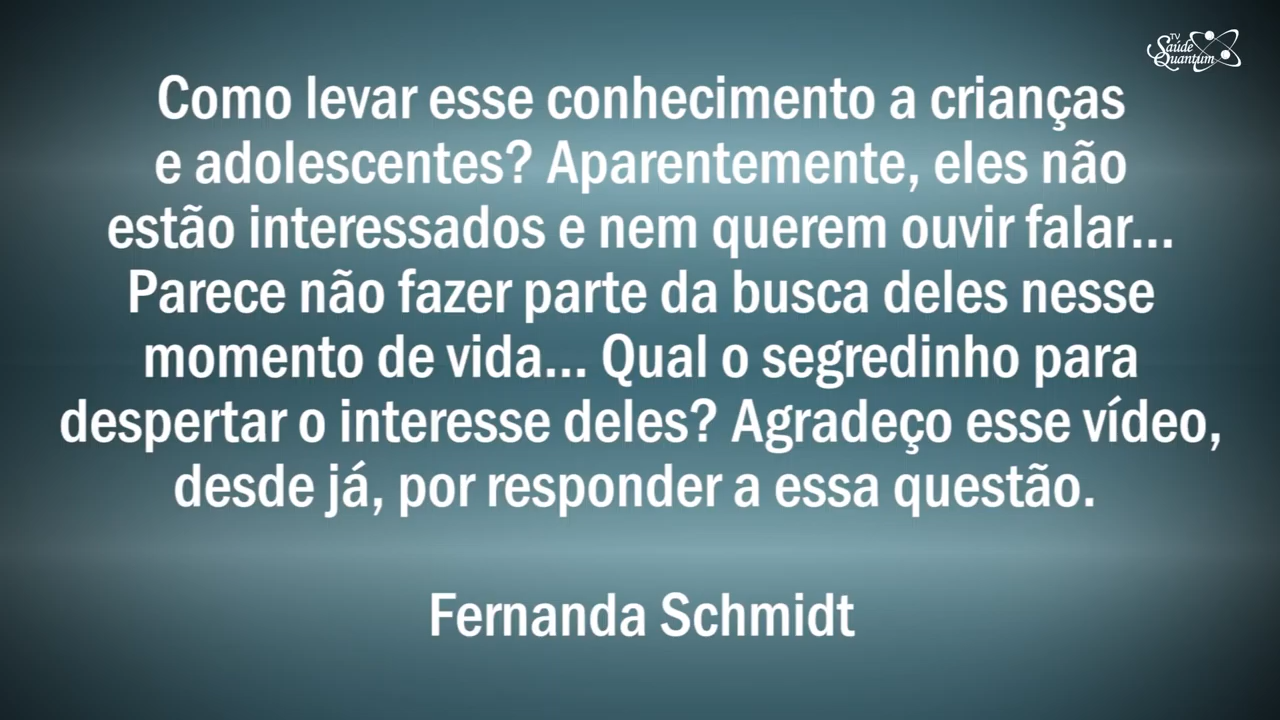 TV
Saúde
Quantum
Como levar esse conhecimento a crianças
e adolescentes? Aparentemente, eles não
estão interessados e nem querem ouvir falar...
Parece não fazer parte da busca deles nesse
momento de vida... Qual o segredinho para
despertar o interesse deles? Agradeço esse vídeo,
desde já, por responder a essa questão.
Fernanda Schmidt